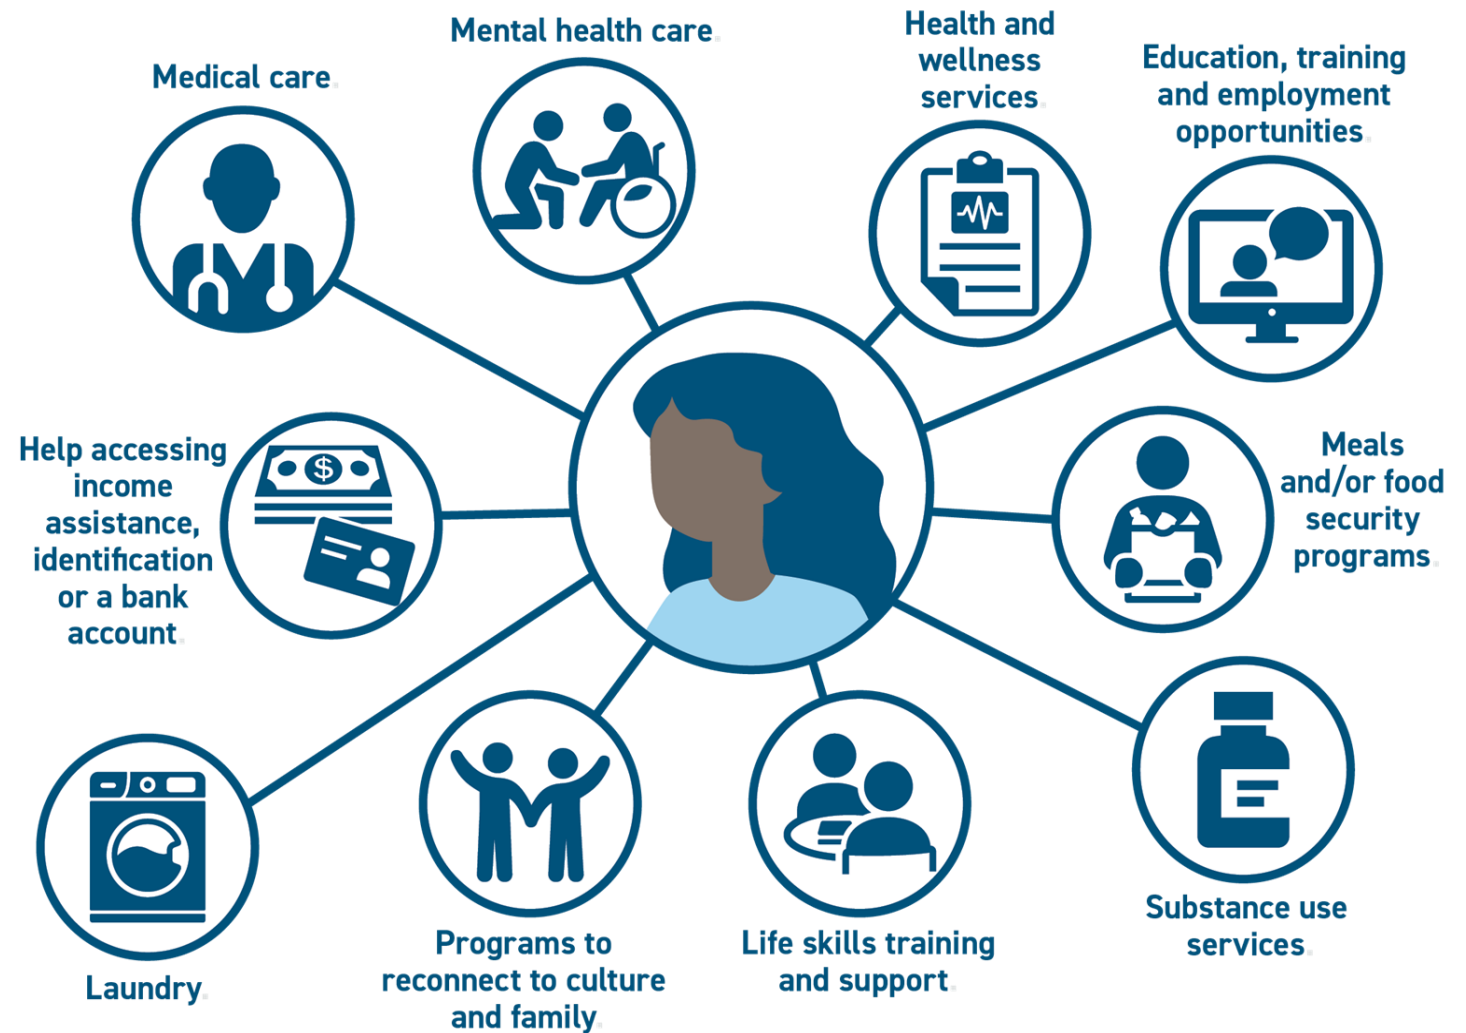 Mental health care.
Medical care.
Health and
wellness
services.
Education, training
and employment
opportunities.
Help accessing
income
assistance,
identification
or a bank
account.
$
Meals
and/or food
security
programs.
Laundry.
Programs to
reconnect to culture
and family.
Life skills training
and support.
Substance use
services.